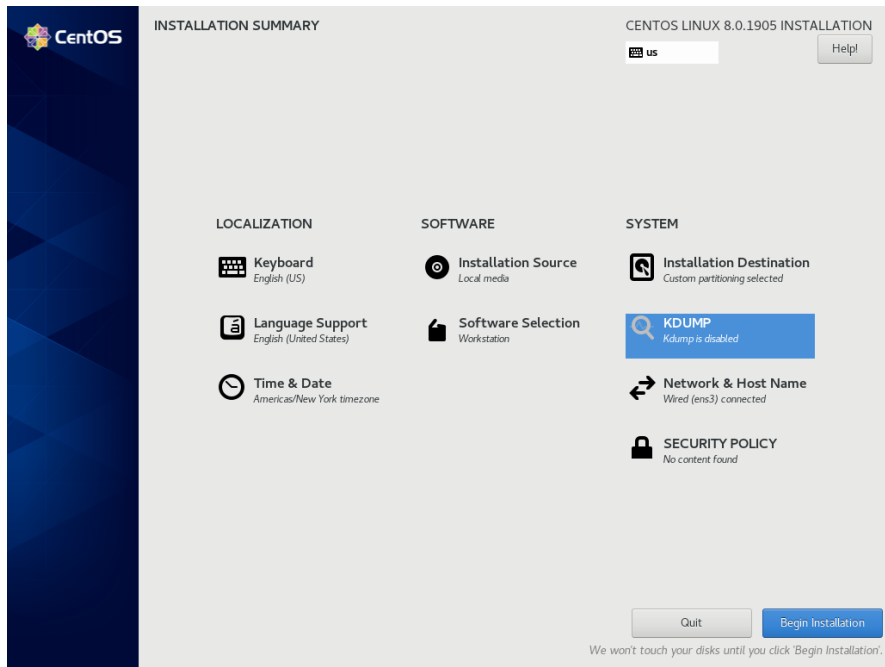 CentOS
INSTALLATION SUMMARY
CENTOS LINUX 8.0.1905 INSTALLATION
us
Help!
LOCALIZATION
Keyboard
English (US)
Language Support
English (United States)
Time & Date
Americas/New York timezone
SOFTWARE
Installation Source
Local media
Software Selection
Workstation
SYSTEM
Installation Destination
Custom partitioning selected
KDUMP
Kdump is disabled
Network & Host Name
Wired (ens3) connected
SECURITY POLICY
No content found
Quit
Begin Installation
We won't touch your disks until you click 'Begin Installation'.